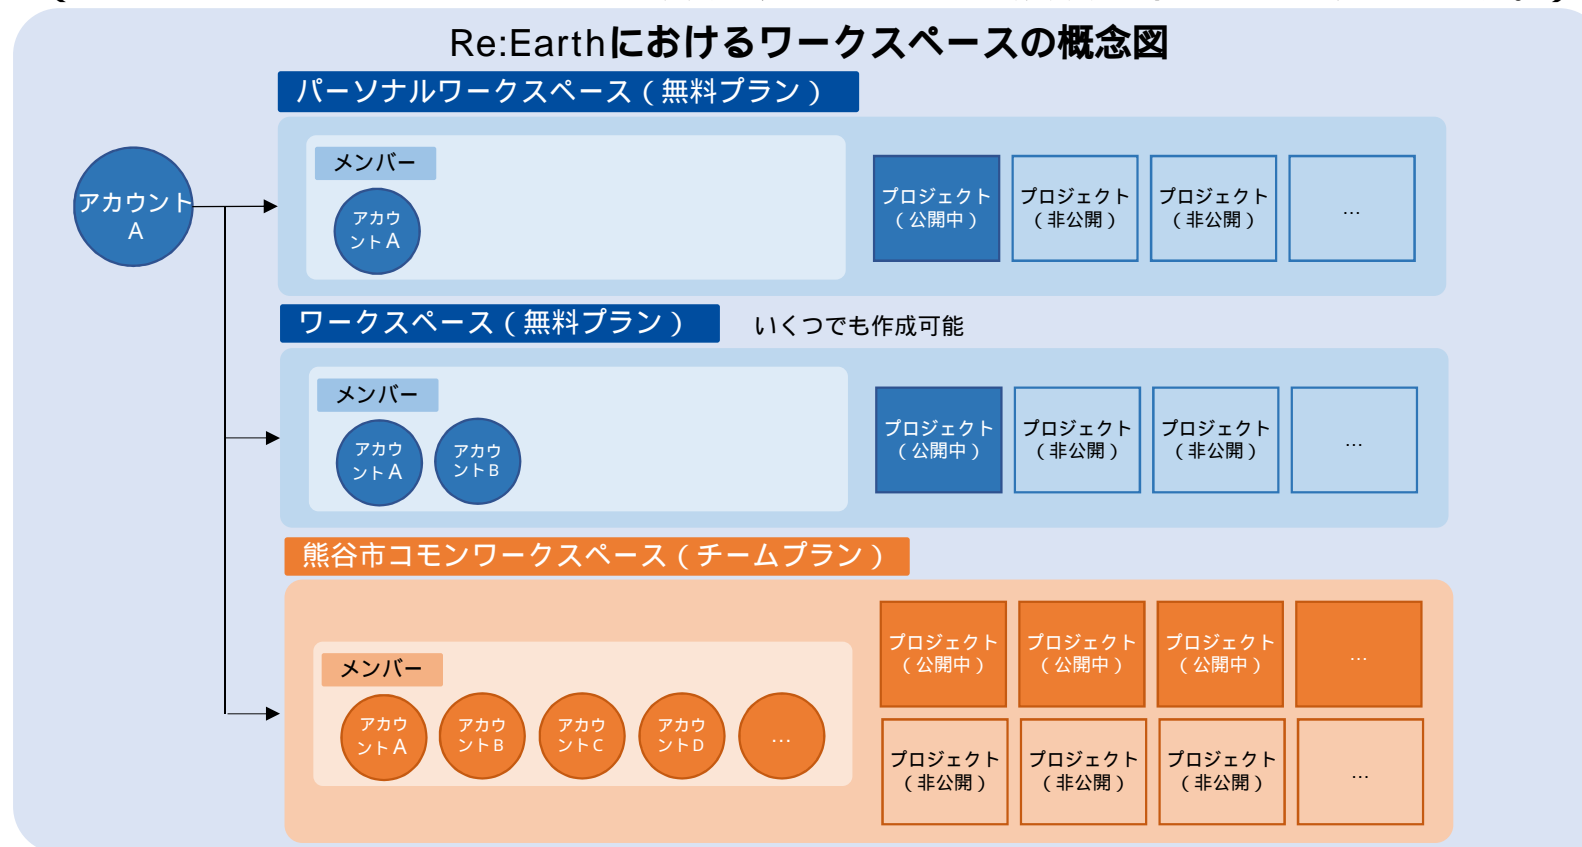 Re:Earthにおけるワークスペースの概念図
パーソナルワークスペース（無料プラン）
アカウント
A
メンバー
アカウ
ントA
プロジェクト
（公開中）
プロジェクト
（非公開）
プロジェクト
（非公開）
…
ワークスペース（無料プラン）
いくつでも作成可能
メンバー
アカウ
ントA
アカウ
ントB
プロジェクト
（公開中）
プロジェクト
（非公開）
プロジェクト
（非公開）
…
熊谷市コモンワークスペース（チームプラン）
メンバー
アカウ
ントA
アカウ
ントB
アカウ
ントC
アカウ
ントD
…
プロジェクト
（公開中）
プロジェクト
（公開中）
プロジェクト
（公開中）
…
プロジェクト
（非公開）
プロジェクト
（非公開）
プロジェクト
（非公開）
…